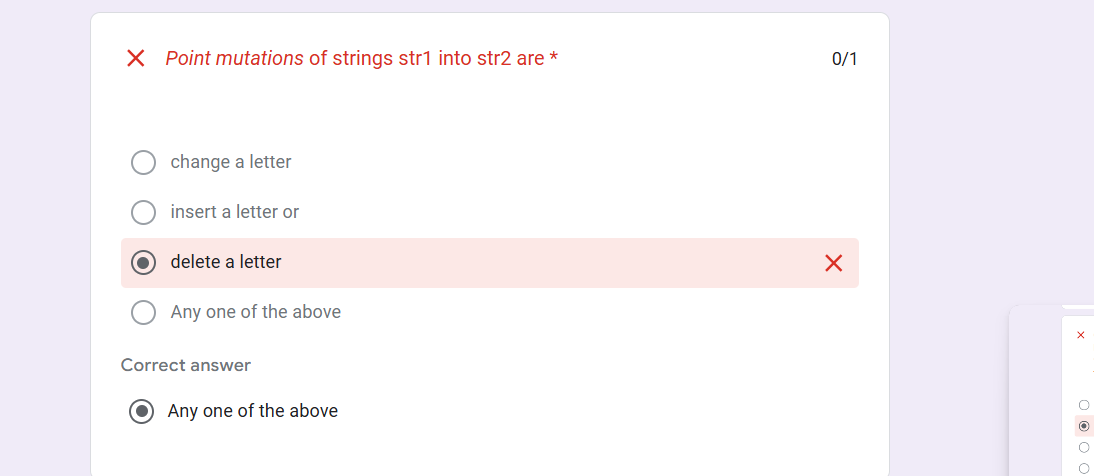 Point mutations of strings str1 into str2 are *
0/1
change a letter
insert a letter or
delete a letter
Any one of the above
Correct answer
Any one of the above